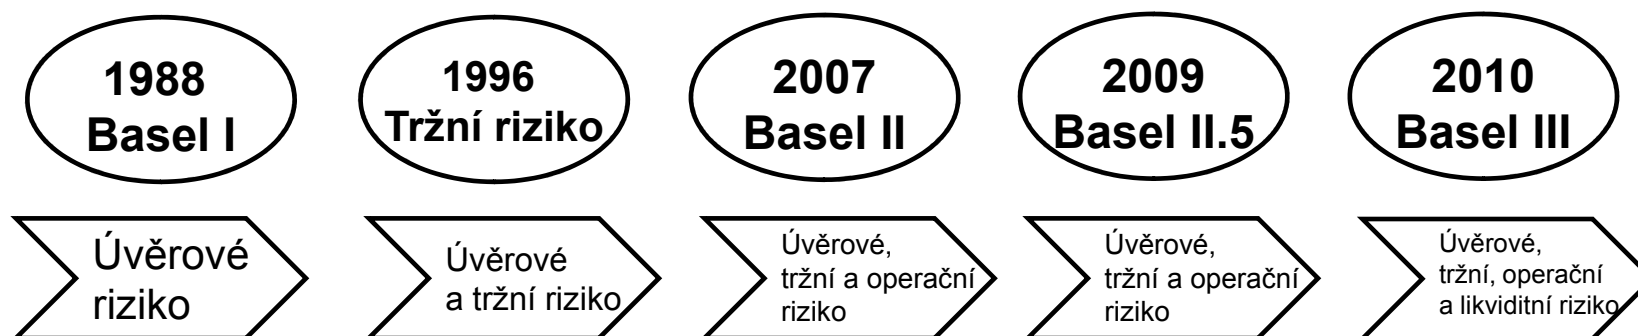 1988
Basel I
1996
Tržní riziko
2007
Basel II
2009
Basel II.5
2010
Basel III
Úvěrové
riziko
Úvěrové
a tržní riziko
Úvěrové,
tržní a operační
riziko
Úvěrové,
tržní a operační
riziko
Úvěrové,
tržní, operační
a likviditní riziko